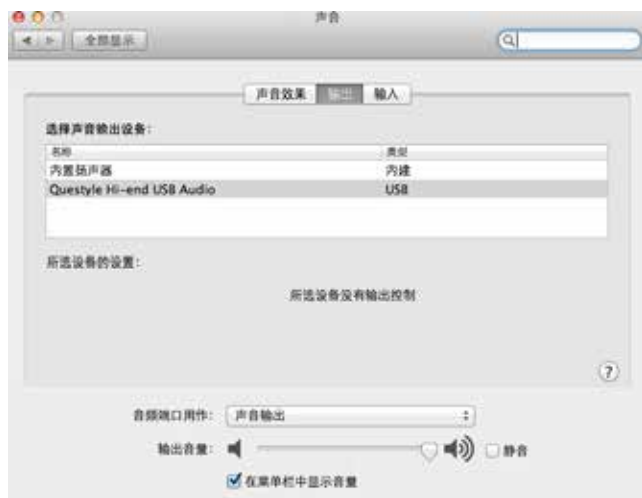 声音
全部显示
声音效果 输出 输入
选择声音输出设备：
名称 类型
内置扬声器 内建
Questyle Hi-end USB Audio USB
所选设备的设置：
所选设备没有输出控制
?
音频端口用作： 声音输出
输出音量： 静音
在菜单栏中显示音量